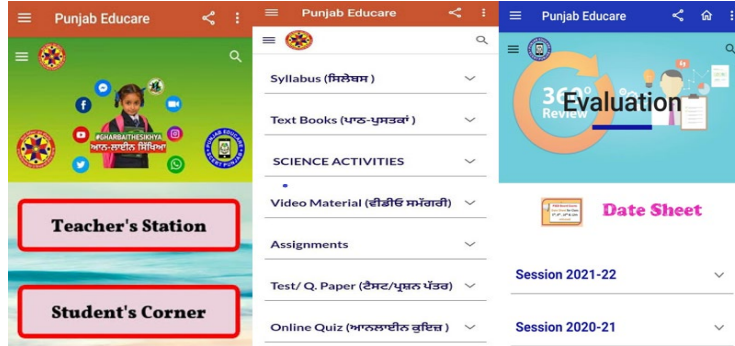 Punjab Educare
#GHARBAITHESIKHYA
ਆਨ-ਲਾਈਨ ਸਿੱਖਿਆ
Teacher's Station
Student's Corner
Punjab Educare
Syllabus (ਸਿਲੇਬਸ )
Text Books (ਪਾਠ-ਪੁਸਤਕਾਂ )
SCIENCE ACTIVITIES
Video Material (ਵੀਡੀਓ ਸਮੱਗਰੀ)
Assignments
Test/ Q. Paper (ਟੈਸਟ/ਪ੍ਰਸ਼ਨ ਪੱਤਰ)
Online Quiz (ਆਨਲਾਈਨ ਕੁਇਜ਼ )
Punjab Educare
360°
Review
Evaluation
Date Sheet
Session 2021-22
Session 2020-21